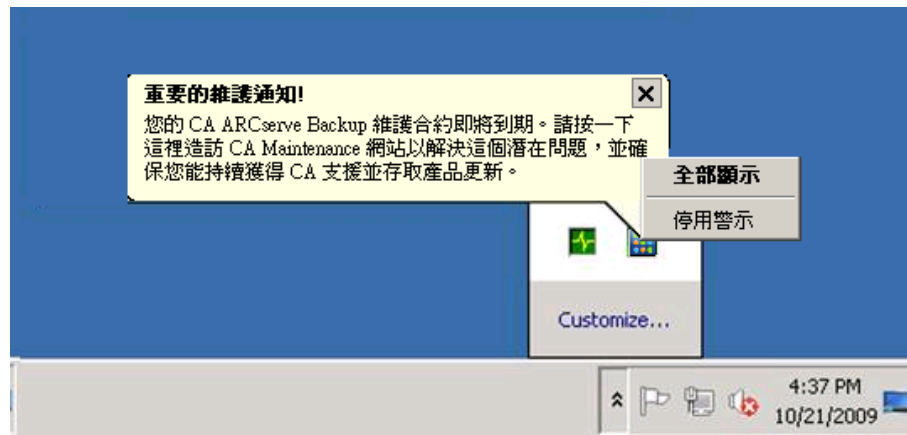 重要的維護通知!
您的 CA ARCserve Backup 維護合約即將到期。請按一下
這裡造訪 CA Maintenance 網站以解決這個潛在問題，並確
保您能持續獲得 CA 支援並存取產品更新。
全部顯示
停用警示
Customize...
4:37 PM
10/21/2009